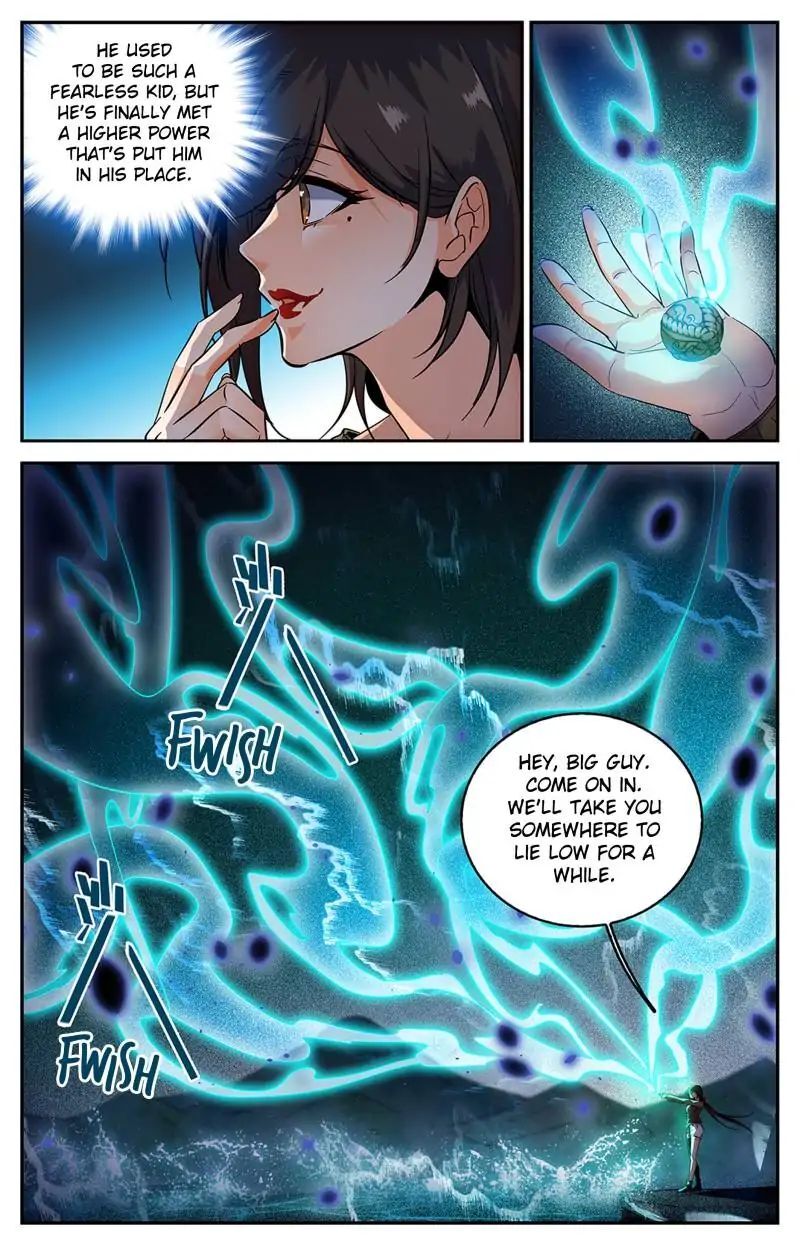 HE USED
TO BE SUCH A
FEARLESS KID, BUT
HE'S FINALLY MET
A HIGHER POWER
THAT'S PUT HIM
IN HIS PLACE.
FWISH
HEY, BIG GUY.
COME ON IN.
WE'LL TAKE YOU
SOMEWHERE TO
LIE LOW FOR A
WHILE.
FWISH